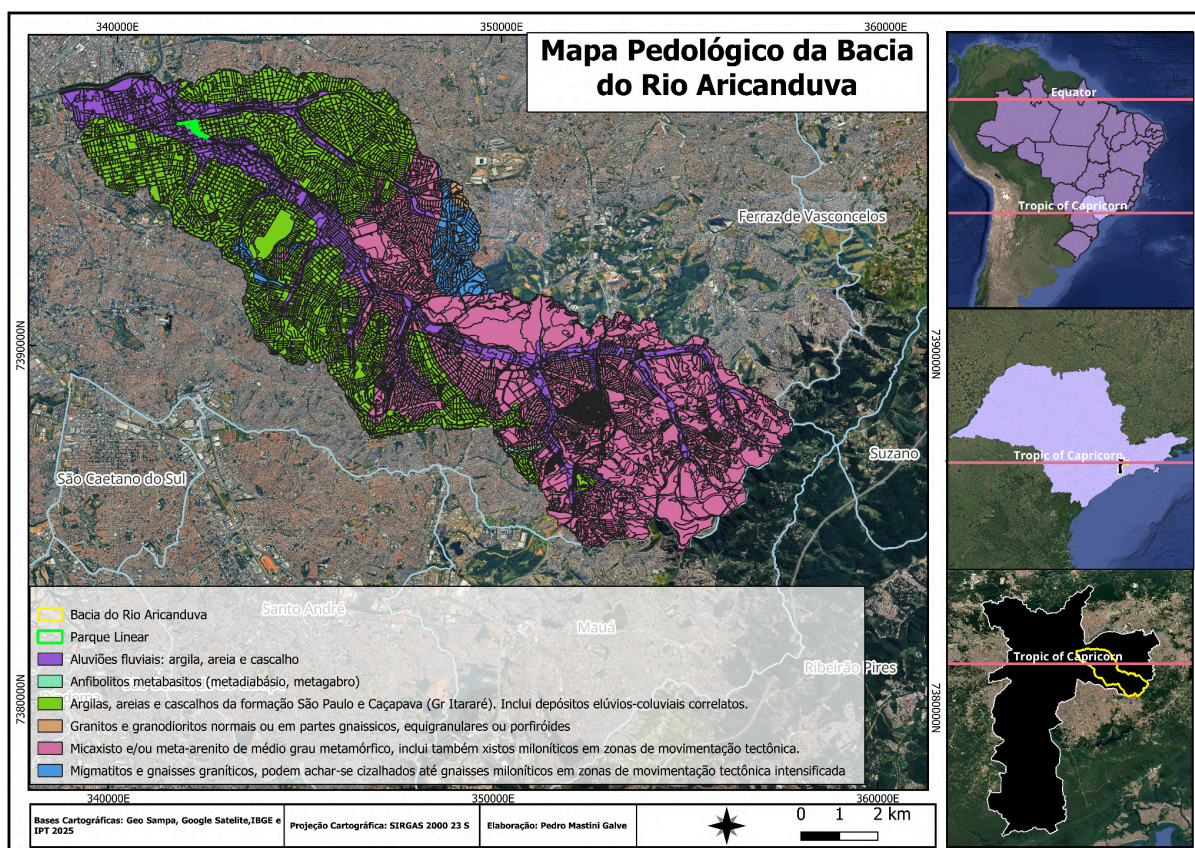 340000E
350000E
360000E
Mapa Pedológico da Bacia
do Rio Aricanduva
Equator
Tropic of Capricorn
Ferraz de Vasconcelos
7390000N
7390000N
Suzano
São Caetano do Sul
Tropic of Capricorn
Santo André
Mauá
Ribeirão Pires
Bacia do Rio Aricanduva
Parque Linear
Aluviões fluviais: argila, areia e cascalho
Anfibolitos metabasitos (metadiabásio, metagabro)
Argilas, areias e cascalhos da formação São Paulo e Caçapava (Gr Itararé). Inclui depósitos elúvios-coluviais correlatos.
Granitos e granodioritos normais ou em partes gnaissicos, equigranulares ou porfiróides
Micaxisto e/ou meta-arenito de médio grau metamórfico, inclui também xistos miloníticos em zonas de movimentação tectônica.
Migmatitos e gnaisses graníticos, podem achar-se cizalhados até gnaisses miloníticos em zonas de movimentação tectônica intensificada
7380000N
7380000N
Tropic of Capricorn
340000E
350000E
360000E
Bases Cartográficas: Geo Sampa, Google Satelite,IBGE e
IPT 2025
Projeção Cartográfica: SIRGAS 2000 23 S
Elaboração: Pedro Mastini Galve
0 1 2 km